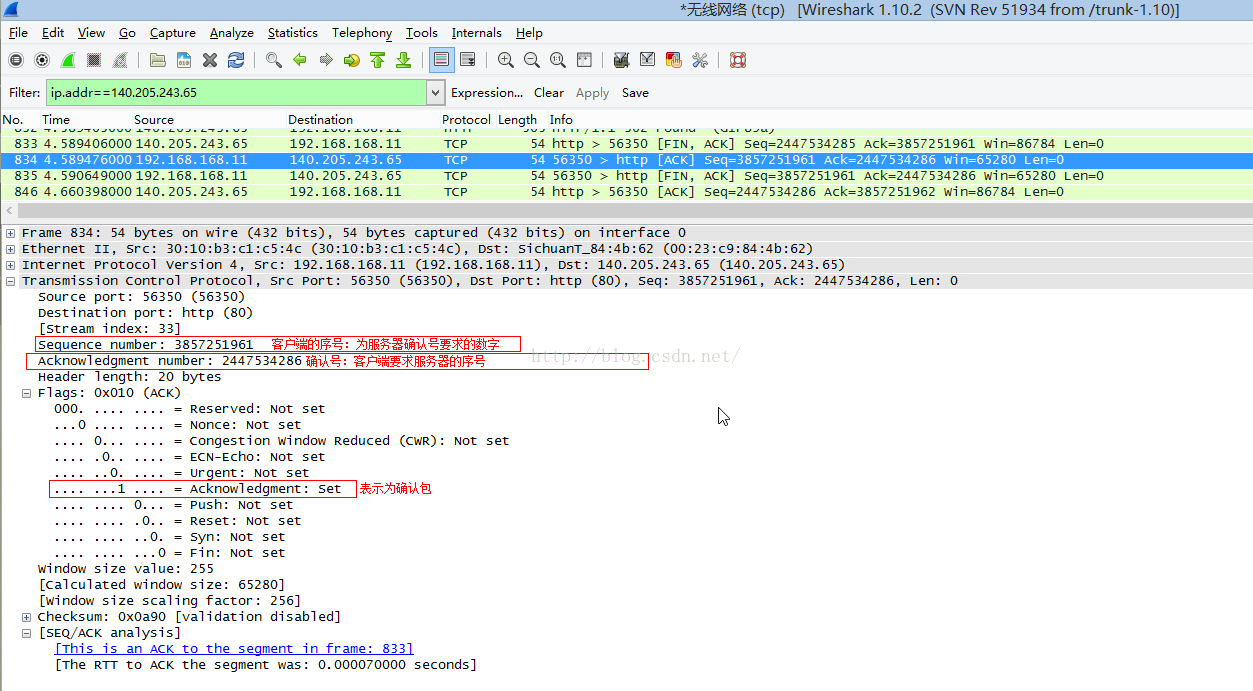 *无线网络 (tcp) [Wireshark 1.10.2 (SVN Rev 51934 from /trunk-1.10)]
File Edit View Go Capture Analyze Statistics Telephony Tools Internals Help
Filter: ip.addr==140.205.243.65 Expression... Clear Apply Save
No. Time Source Destination Protocol Length Info
833 4.589406000 140.205.243.65 192.168.168.11 TCP 54 http > 56350 [FIN, ACK] Seq=2447534285 Ack=3857251961 Win=86784 Len=0
834 4.589476000 192.168.168.11 140.205.243.65 TCP 54 56350 > http [ACK] Seq=3857251961 Ack=2447534286 Win=65280 Len=0
835 4.590649000 192.168.168.11 140.205.243.65 TCP 54 56350 > http [FIN, ACK] Seq=3857251961 Ack=2447534286 Win=65280 Len=0
846 4.660398000 140.205.243.65 192.168.168.11 TCP 54 http > 56350 [ACK] Seq=2447534286 Ack=3857251962 Win=86784 Len=0
Frame 834: 54 bytes on wire (432 bits), 54 bytes captured (432 bits) on interface 0
Ethernet II, Src: 30:10:b3:c1:c5:4c (30:10:b3:c1:c5:4c), Dst: SichuanT_84:4b:62 (00:23:c9:84:4b:62)
Internet Protocol Version 4, Src: 192.168.168.11 (192.168.168.11), Dst: 140.205.243.65 (140.205.243.65)
Transmission Control Protocol, Src Port: 56350 (56350), Dst Port: http (80), Seq: 3857251961, Ack: 2447534286, Len: 0
Source port: 56350 (56350)
Destination port: http (80)
[Stream index: 33]
Sequence number: 3857251961 客户端的序号：为服务器确认号要求的数字
http://blog.csdn.net/
Acknowledgment number: 2447534286 确认号：客户端要求服务器的序号
Header length: 20 bytes
Flags: 0x010 (ACK)
000. .... .... = Reserved: Not set
...0 .... .... = Nonce: Not set
.... 0... .... = Congestion Window Reduced (CWR): Not set
.... .0.. .... = ECN-Echo: Not set
.... ..0. .... = Urgent: Not set
.... ...1 .... = Acknowledgment: Set 表示为确认包
.... .... 0... = Push: Not set
.... .... .0.. = Reset: Not set
.... .... ..0. = Syn: Not set
.... .... ...0 = Fin: Not set
Window size value: 255
[Calculated window size: 65280]
[Window size scaling factor: 256]
Checksum: 0x0a90 [validation disabled]
[SEQ/ACK analysis]
[This is an ACK to the segment in frame: 833]
[The RTT to ACK the segment was: 0.000070000 seconds]